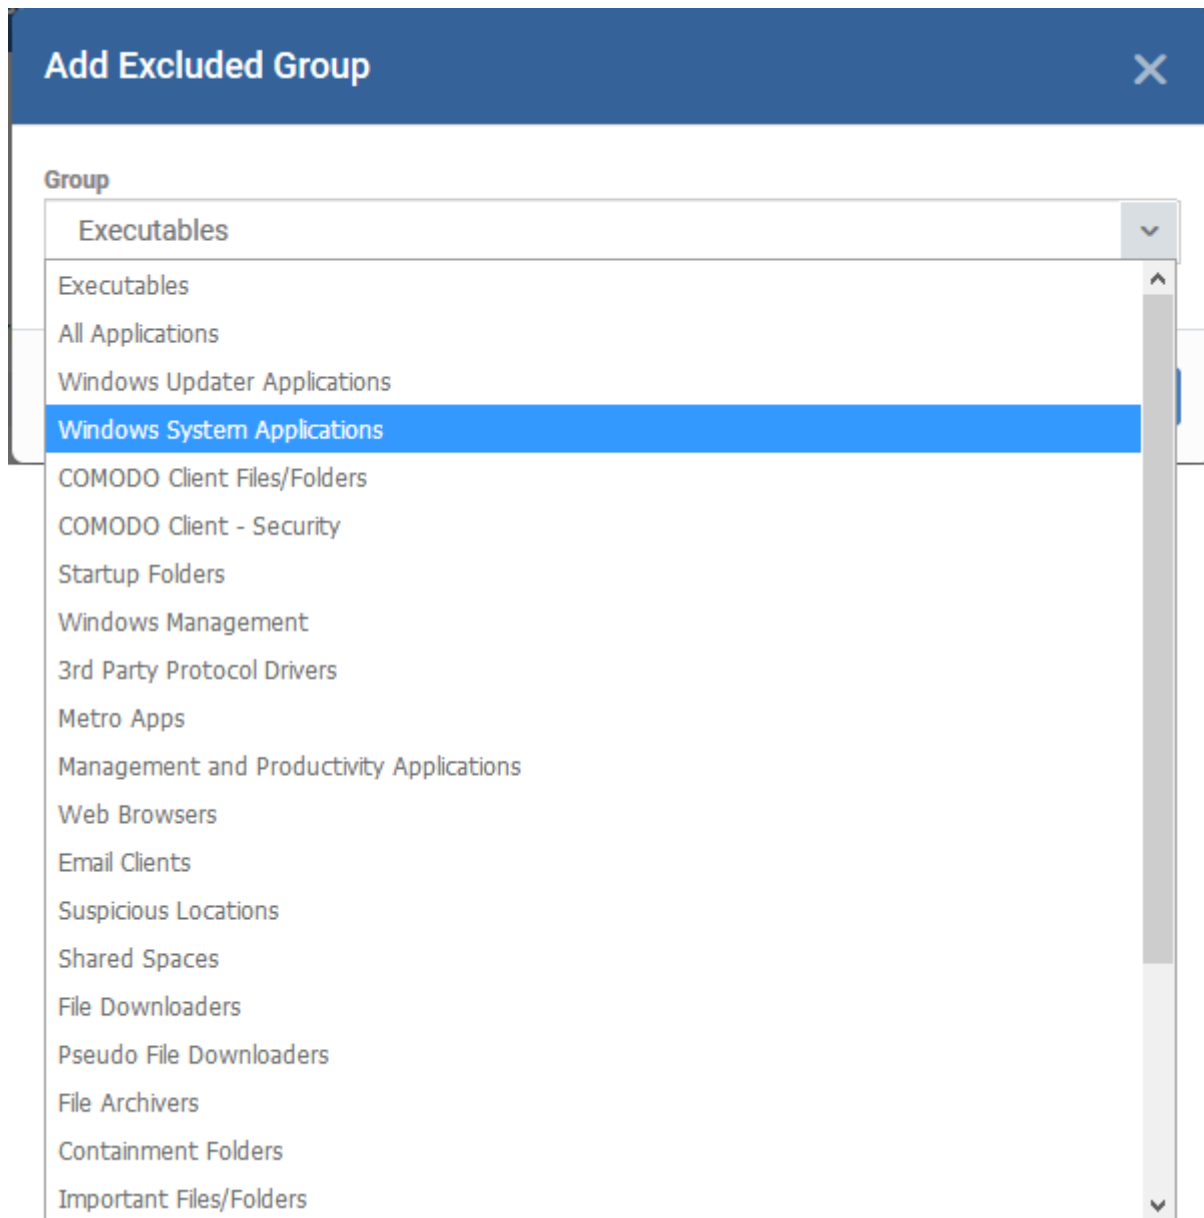 Add Excluded Group
Group
Executables
Executables
All Applications
Windows Updater Applications
Windows System Applications
COMODO Client Files/Folders
COMODO Client - Security
Startup Folders
Windows Management
3rd Party Protocol Drivers
Metro Apps
Management and Productivity Applications
Web Browsers
Email Clients
Suspicious Locations
Shared Spaces
File Downloaders
Pseudo File Downloaders
File Archivers
Containment Folders
Important Files/Folders